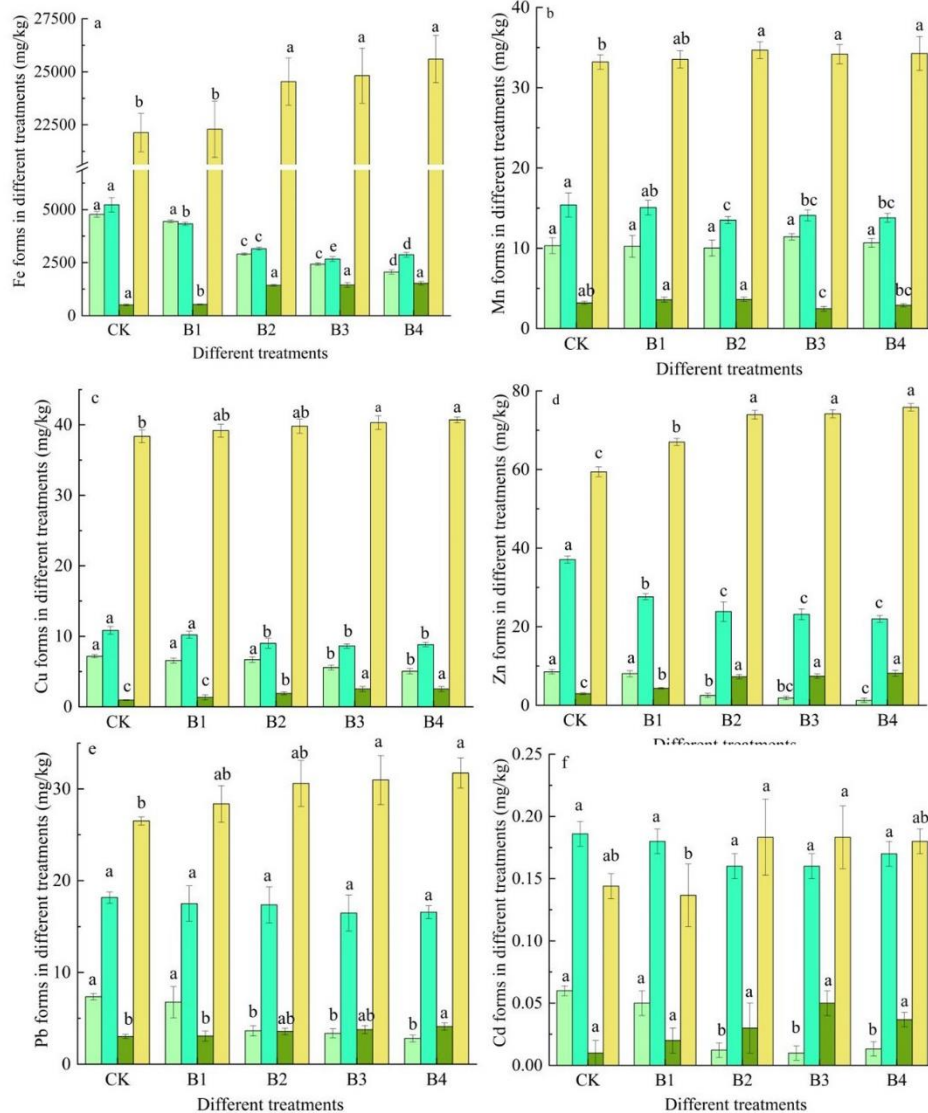 a
Fe forms in different treatments (mg/kg)
27500
25000
22500
5000
2500
0
a a a b b a b b c c a a c e a a d d a a
CK B1 B2 B3 B4
Different treatments
b
Mn forms in different treatments (mg/kg)
40
30
20
10
0
a a ab b a ab a ab a c a a a bc c a a bc bc a
CK B1 B2 B3 B4
Different treatments
c
Cu forms in different treatments (mg/kg)
40
30
20
10
0
a a c b a a c ab a b b ab b b a a b b a a
CK B1 B2 B3 B4
d
Zn forms in different treatments (mg/kg)
80
60
40
20
0
a a c c a b c b b c a a bc c a a c c a a
CK B1 B2 B3 B4
Different treatments
e
Pb forms in different treatments (mg/kg)
30
20
10
0
a a b b a a b ab b a ab ab b a ab a b a a a
CK B1 B2 B3 B4
Different treatments
f
Cd forms in different treatments (mg/kg)
0.25
0.20
0.15
0.10
0.05
0.00
a a a ab a a a b b a a a b a a a b a a ab
CK B1 B2 B3 B4
Different treatments